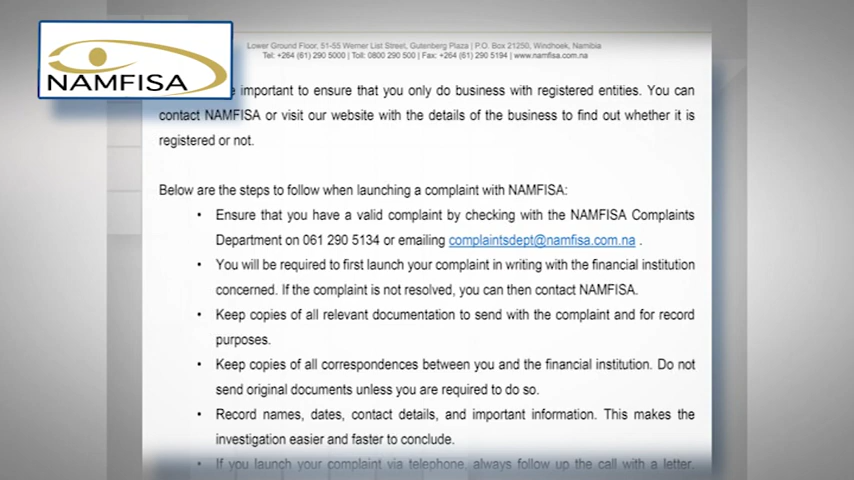 NAMFISA
Lower Ground Floor, 51-55 Werner List Street, Gutenberg Plaza | P.O. Box 21250, Windhoek, Namibia
Tel: +264 (61) 290 5000 | Toll: 0800 290 500 | Fax: +264 (61) 290 5194 | www.namfisa.com.na
important to ensure that you only do business with registered entities. You can
contact NAMFISA or visit our website with the details of the business to find out whether it is
registered or not.
Below are the steps to follow when launching a complaint with NAMFISA:
• Ensure that you have a valid complaint by checking with the NAMFISA Complaints
Department on 061 290 5134 or emailing complaintsdept@namfisa.com.na .
• You will be required to first launch your complaint in writing with the financial institution
concerned. If the complaint is not resolved, you can then contact NAMFISA.
• Keep copies of all relevant documentation to send with the complaint and for record
purposes.
• Keep copies of all correspondences between you and the financial institution. Do not
send original documents unless you are required to do so.
• Record names, dates, contact details, and important information. This makes the
investigation easier and faster to conclude.
• If you launch your complaint via telephone, always follow up the call with a letter.